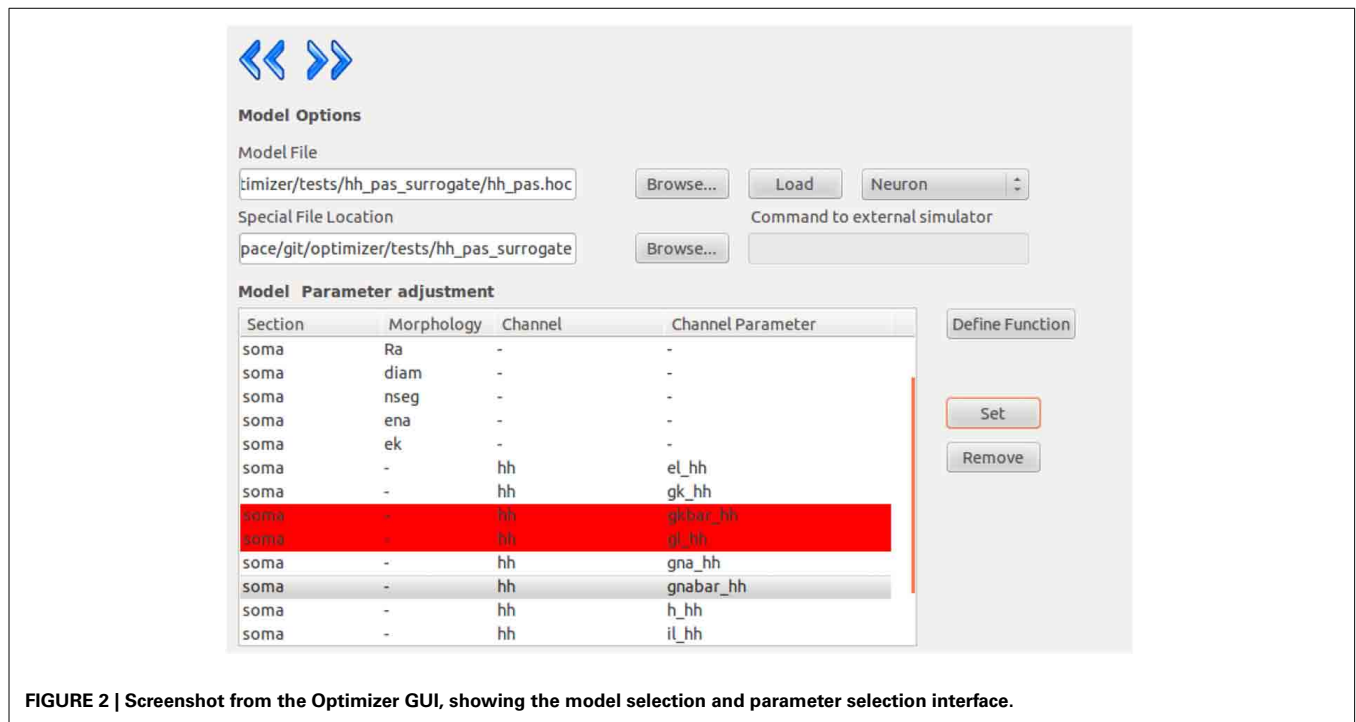 Model Options
Model File
timizer/tests/hh_pas_surrogate/hh_pas.hoc Browse... Load Neuron
Special File Location Command to external simulator
pace/git/optimizer/tests/hh_pas_surrogate Browse...
Model Parameter adjustment
Section Morphology Channel Channel Parameter Define Function
soma Ra - -
soma diam - -
soma nseg - -
soma ena - - Set
soma ek - -
soma - hh el_hh Remove
soma - hh gk_hh
soma - hh gkbar_hh
soma - hh gl_hh
soma - hh gna_hh
soma - hh gnabar_hh
soma - hh h_hh
soma - hh il_hh
FIGURE 2 | Screenshot from the Optimizer GUI, showing the model selection and parameter selection interface.